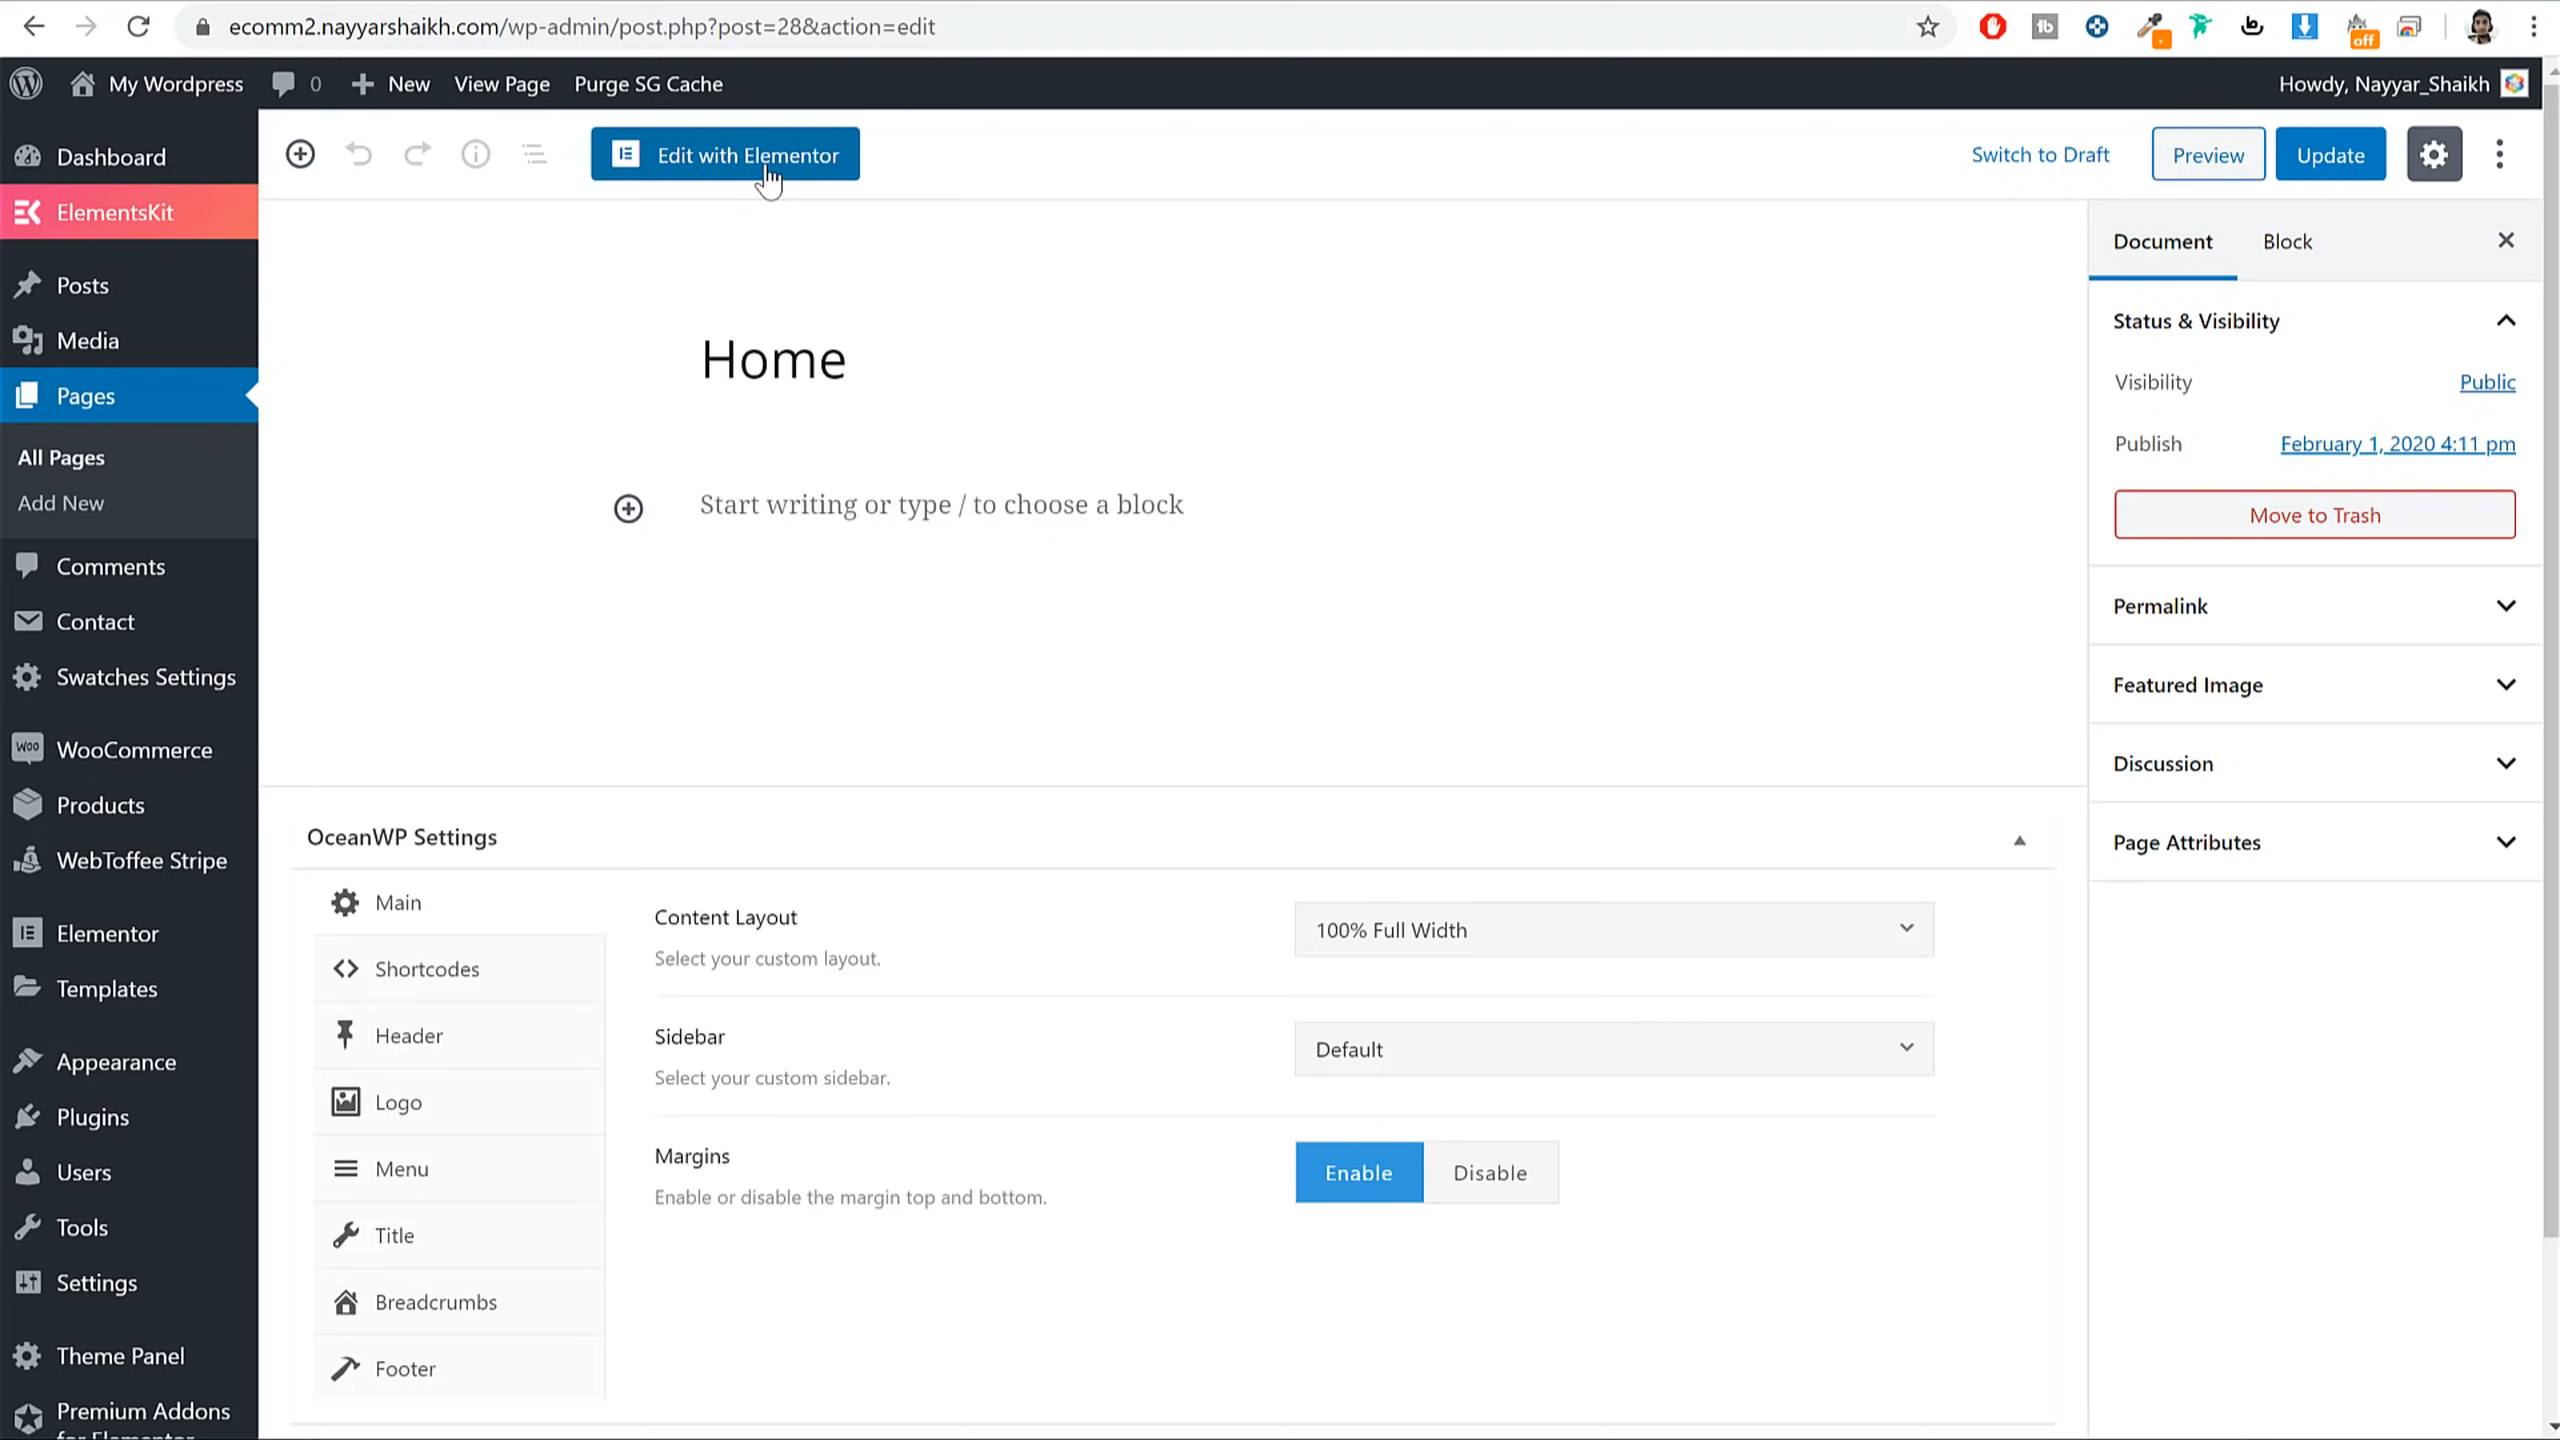 ecomm2.nayyarshaikh.com/wp-admin/post.php?post=28&action=edit
off
My Wordpress
0
New
View Page
Purge SG Cache
Howdy, Nayyar_Shaikh
Dashboard
ElementsKit
Posts
Media
Pages
All Pages
Add New
Comments
Contact
Swatches Settings
Woo
WooCommerce
Products
WebToffee Stripe
Elementor
Templates
Appearance
Plugins
Users
Tools
Settings
Theme Panel
Premium Addons
for Elementor
Edit with Elementor
Switch to Draft
Preview
Update
Home
Start writing or type / to choose a block
OceanWP Settings
Main
Shortcodes
Header
Logo
Menu
Title
Breadcrumbs
Footer
Content Layout
Select your custom layout.
100% Full Width
Sidebar
Select your custom sidebar.
Default
Margins
Enable or disable the margin top and bottom.
Enable
Disable
Document
Block
Status & Visibility
Visibility
Public
Publish
February 1, 2020 4:11 pm
Move to Trash
Permalink
Featured Image
Discussion
Page Attributes